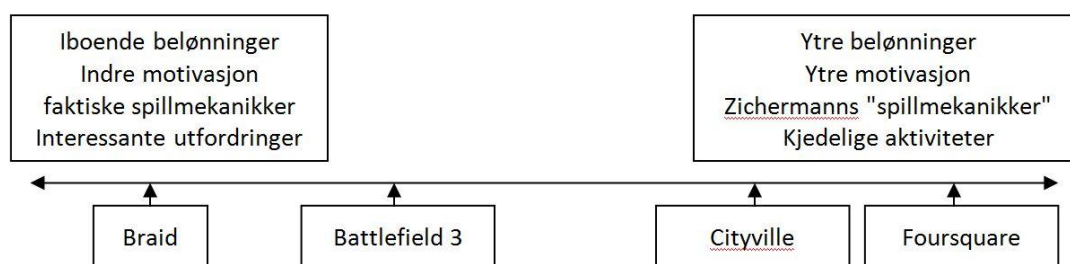 Iboende belønninger
Indre motivasjon
faktiske spillmekanikker
Interessante utfordringer
Ytre belønninger
Ytre motivasjon
Zichermanns "spillmekanikker"
Kjedelige aktiviteter
Braid
Battlefield 3
Cityville
Foursquare